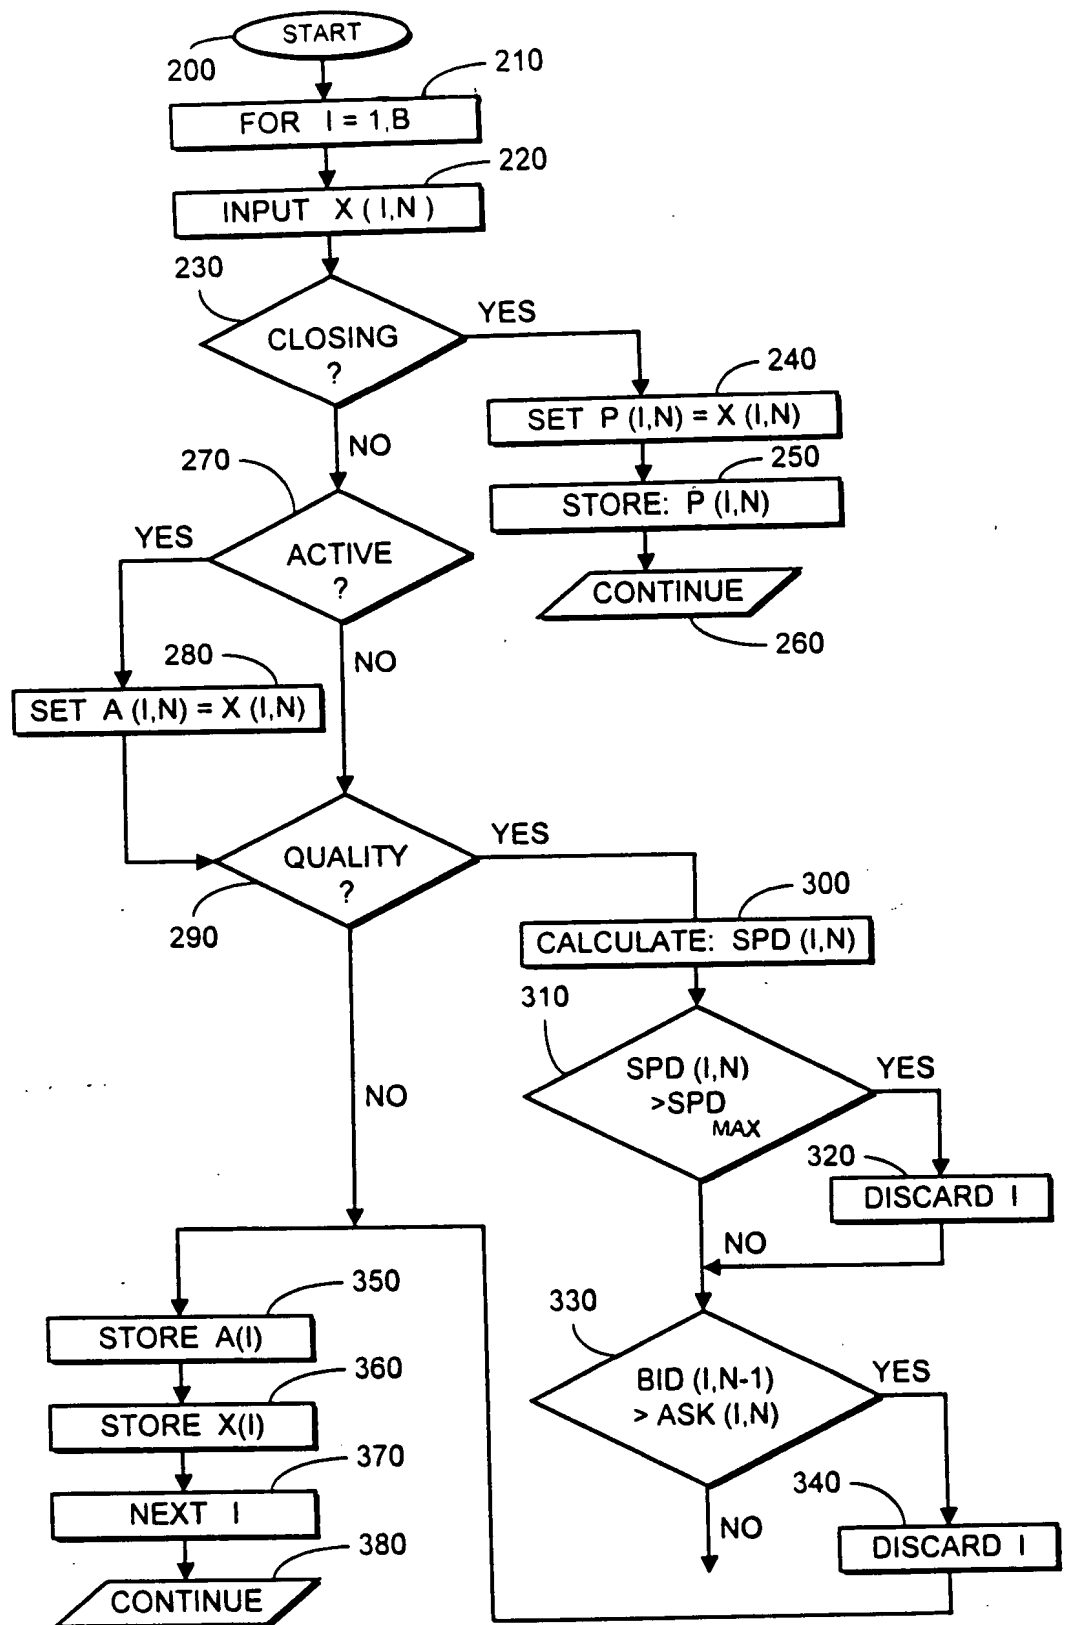 START
200
210
FOR I = 1,B
220
INPUT X ( I,N )
230
CLOSING
?
YES
240
SET P (I,N) = X (I,N)
NO
250
STORE: P (I,N)
270
YES
ACTIVE
?
CONTINUE
260
NO
280
SET A (I,N) = X (I,N)
QUALITY
?
YES
290
300
CALCULATE: SPD (I,N)
310
SPD (I,N)
>SPD
MAX
YES
NO
320
DISCARD I
NO
330
350
STORE A(I)
BID (I,N-1)
> ASK (I,N)
YES
360
STORE X(I)
370
NEXT I
340
NO
DISCARD I
380
CONTINUE